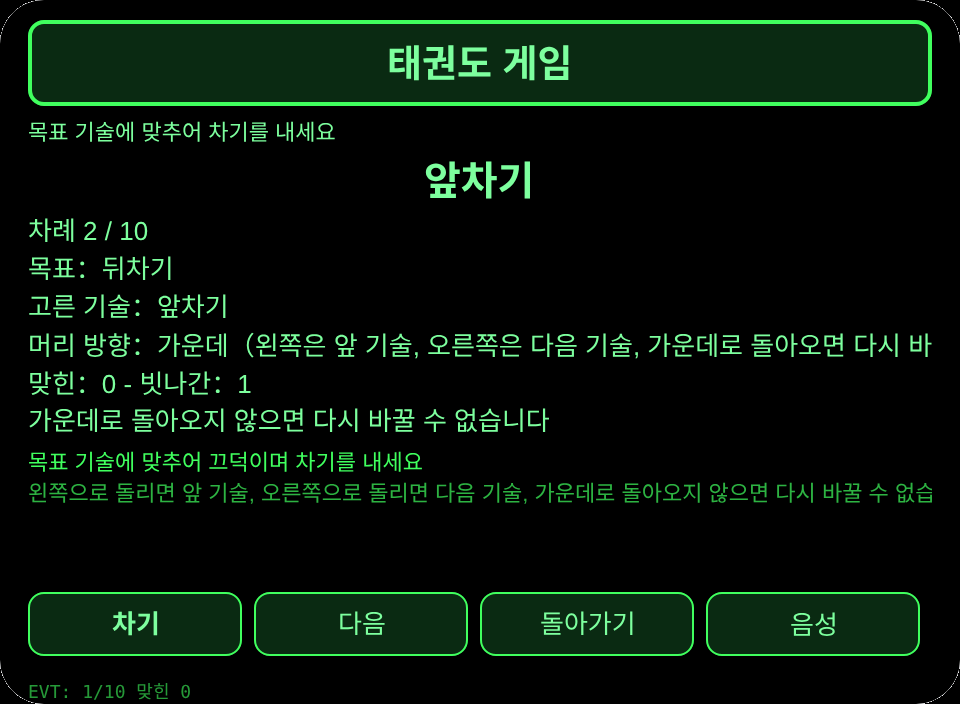 태권도 게임
목표 기술에 맞추어 차기를 내세요
앞차기
차례 2 / 10
목표: 뒤차기
고른 기술: 앞차기
머리 방향: 가운데 (왼쪽은 앞 기술, 오른쪽은 다음 기술, 가운데로 돌아오면 다시 바
맞힌: 0 - 빗나간: 1
가운데로 돌아오지 않으면 다시 바꿀 수 없습니다
목표 기술에 맞추어 끄덕이며 차기를 내세요
왼쪽으로 돌리면 앞 기술, 오른쪽으로 돌리면 다음 기술, 가운데로 돌아오지 않으면 다시 바꿀 수 없습
차기
다음
돌아가기
음성
EVT: 1/10 맞힌 0